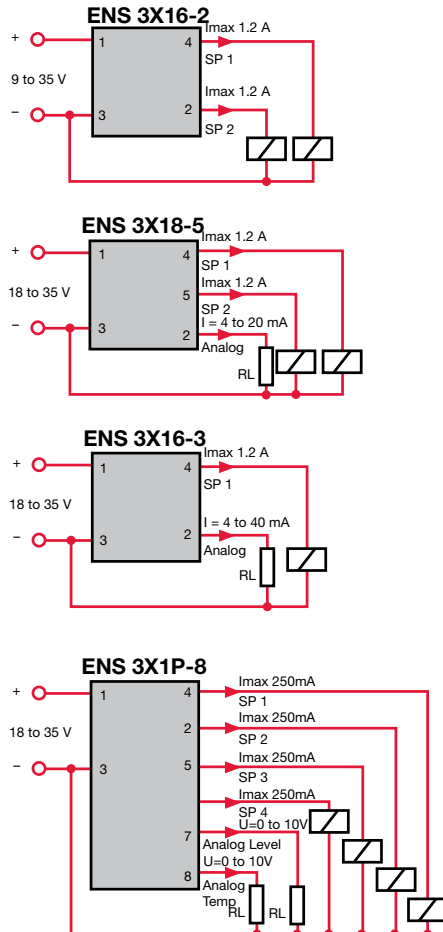 ENS 3X16-2
+ 1 4 Imax 1.2 A
SP 1
9 to 35 V
Imax 1.2 A
− 3 2
SP 2
ENS 3X18-5
+ 1 4 Imax 1.2 A
SP 1
18 to 35 V 5 Imax 1.2 A
SP 2
− 3 2 I = 4 to 20 mA
Analog
RL
ENS 3X16-3
+ 1 4 Imax 1.2 A
SP 1
18 to 35 V
I = 4 to 40 mA
− 3 2
Analog
RL
ENS 3X1P-8
+ 1 4 Imax 250mA
SP 1
18 to 35 V 2 Imax 250mA
SP 2
− 3 5 Imax 250mA
SP 3
Imax 250mA
SP 4
7 U=0 to 10V
Analog Level
8 U=0 to 10V
Analog
Temp
RL RL